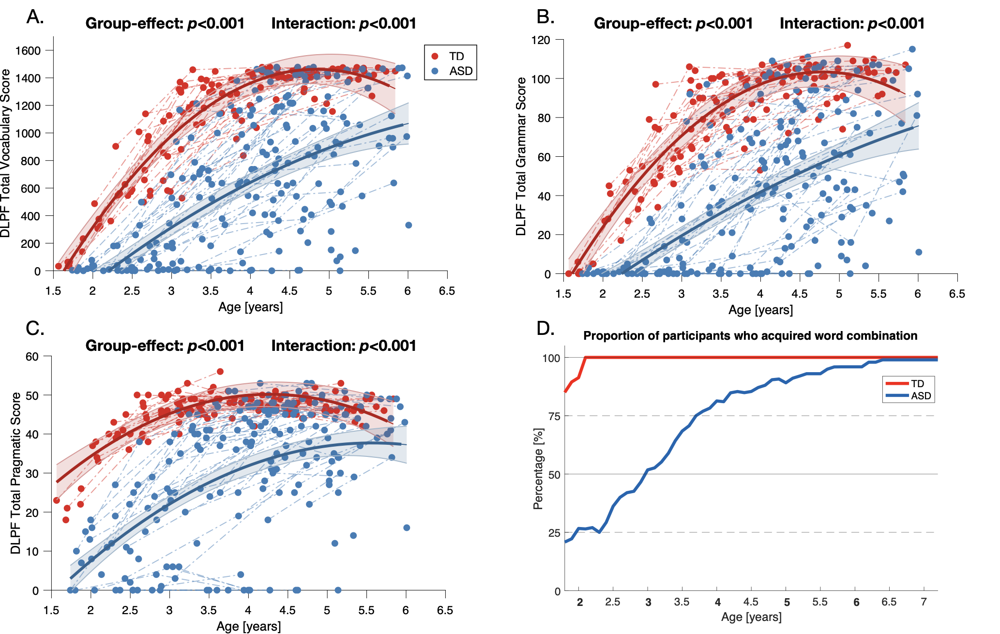 A.
Group-effect: p<0.001 Interaction: p<0.001
DLPF Total Vocabulary Score
1600
1400
1200
1000
800
600
400
200
0
1.5 2 2.5 3 3.5 4 4.5 5 5.5 6 6.5
Age [years]
TD
ASD
B.
Group-effect: p<0.001 Interaction: p<0.001
DLPF Total Grammar Score
120
100
80
60
40
20
0
1.5 2 2.5 3 3.5 4 4.5 5 5.5 6 6.5
Age [years]
C.
Group-effect: p<0.001 Interaction: p<0.001
DLPF Total Pragmatic Score
60
50
40
30
20
10
0
1.5 2 2.5 3 3.5 4 4.5 5 5.5 6 6.5
Age [years]
D.
Proportion of participants who acquired word combination
Percentage [%]
100
75
50
25
0
2 2.5 3 3.5 4 4.5 5 5.5 6 6.5 7
Age [years]
TD
ASD